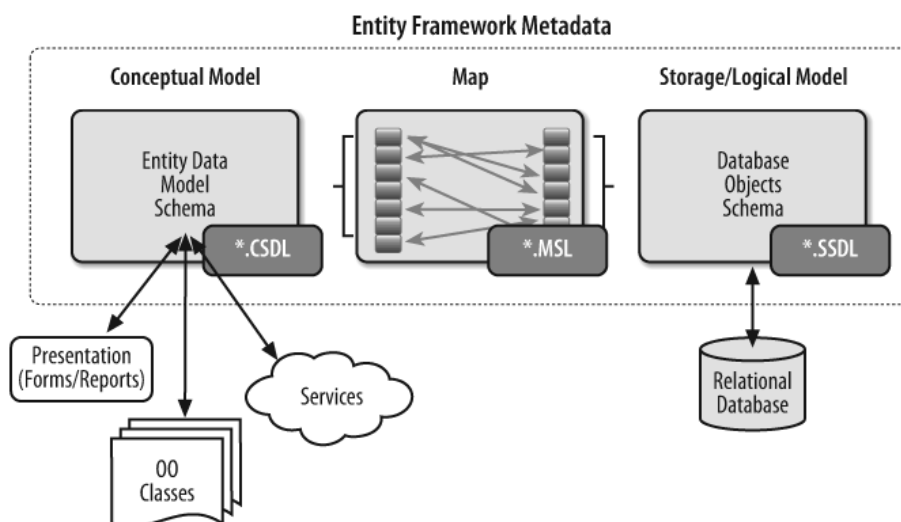 Entity Framework Metadata
Conceptual Model
Map
Storage/Logical Model
Entity Data
Model
Schema
*.CSDL
*.MSL
Database
Objects
Schema
*.SSDL
Presentation
(Forms/Reports)
Services
Relational
Database
OO
Classes